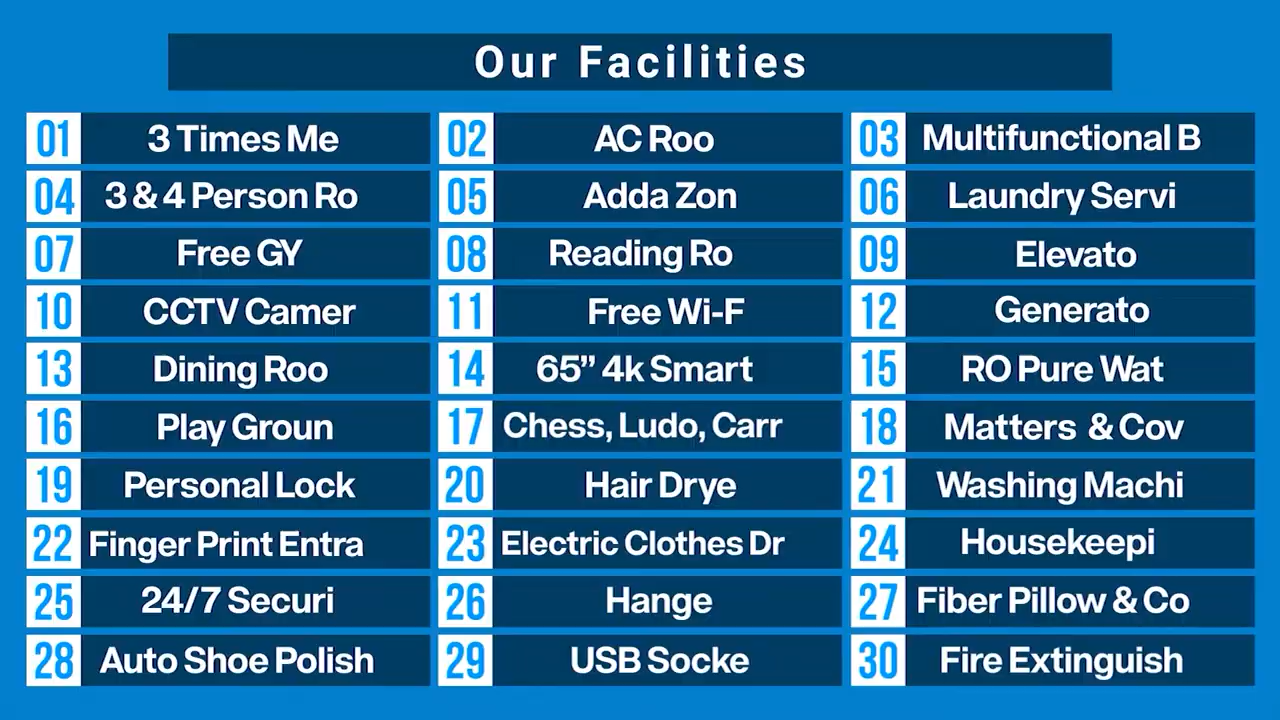 Our Facilities
01 3 Times Me
02 AC Roo
03 Multifunctional B
04 3 & 4 Person Ro
05 Adda Zon
06 Laundry Servi
07 Free GY
08 Reading Ro
09 Elevato
10 CCTV Camer
11 Free Wi-F
12 Generato
13 Dining Roo
14 65” 4k Smart
15 RO Pure Wat
16 Play Groun
17 Chess, Ludo, Carr
18 Matters & Cov
19 Personal Lock
20 Hair Drye
21 Washing Machi
22 Finger Print Entra
23 Electric Clothes Dr
24 Housekeepi
25 24/7 Securi
26 Hange
27 Fiber Pillow & Co
28 Auto Shoe Polish
29 USB Socke
30 Fire Extinguish